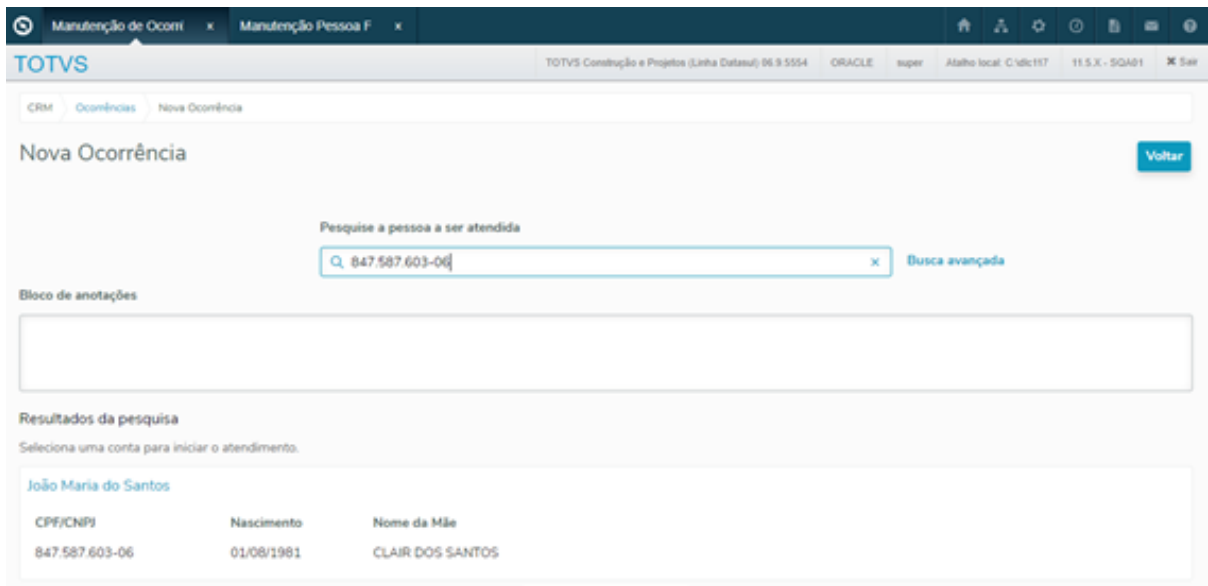 Manutenção de Ocorrí x Manutenção Pessoa F x
TOTVS TOTVS Construção e Projetos (Linha Datasul) 06.9.5554 ORACLE super Atalho local: C:\dlc117 11.5.X - SQA01 ✖ Sair
CRM Ocorrências Nova Ocorrência
Nova Ocorrência Voltar
Pesquise a pessoa a ser atendida
847.587.603-06 x Busca avançada
Bloco de anotações
Resultados da pesquisa
Seleciona uma conta para iniciar o atendimento.
João Maria do Santos
CPF/CNPJ Nascimento Nome da Mãe
847.587.603-06 01/08/1981 CLAIR DOS SANTOS